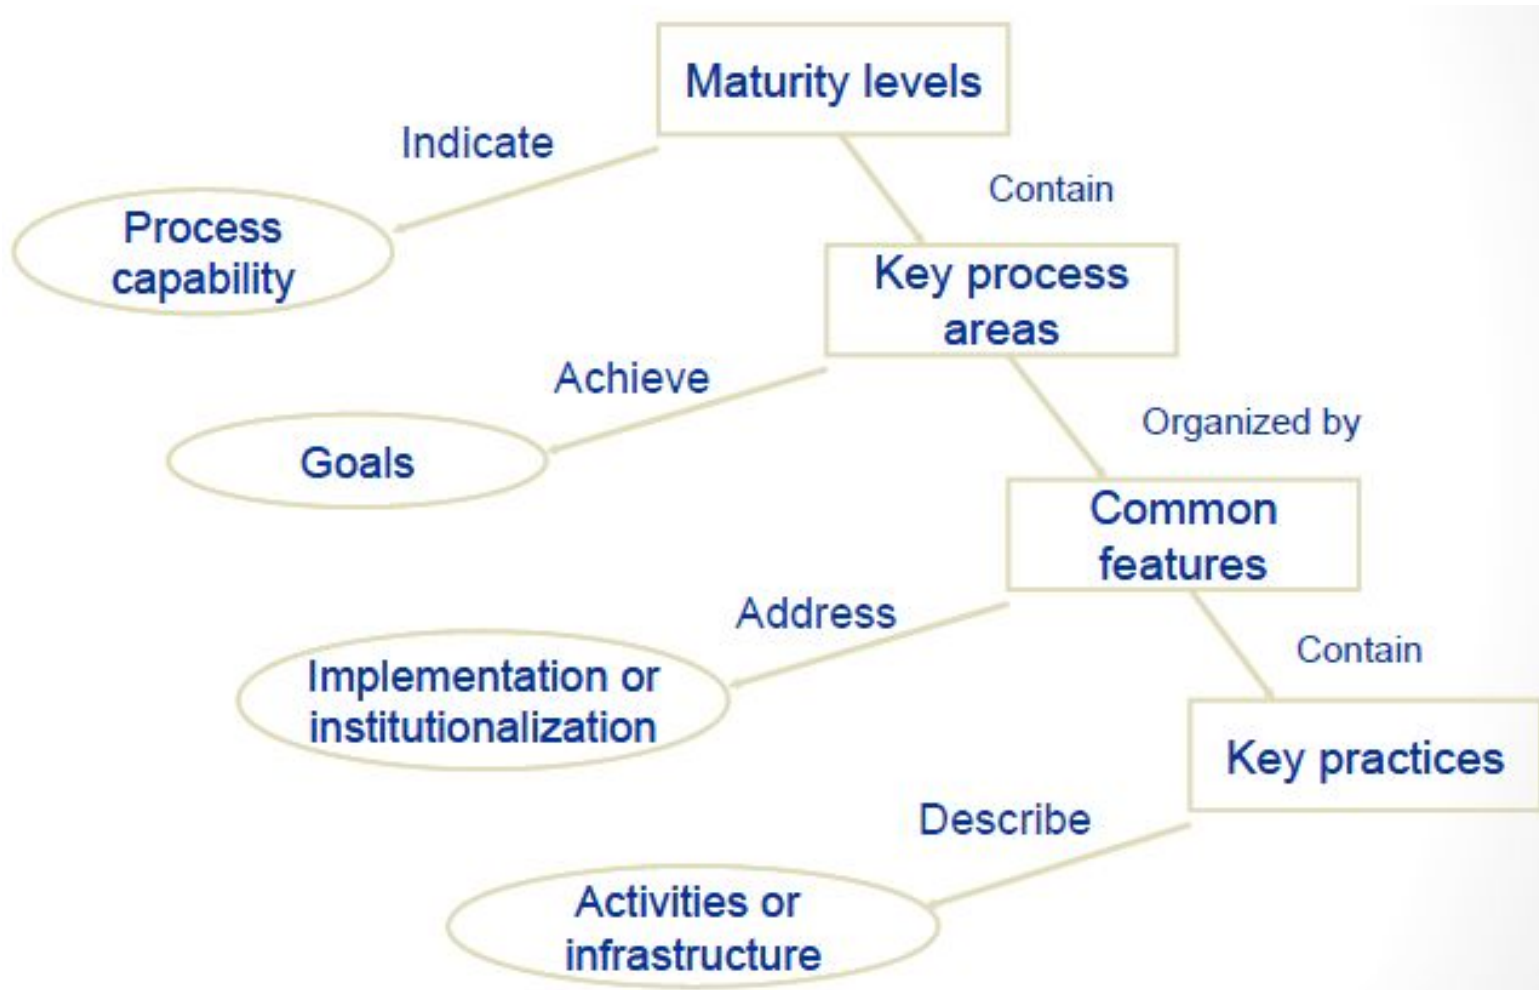 Maturity levels
Indicate
Contain
Process
capability
Key process
areas
Achieve
Organized by
Goals
Common
features
Address
Contain
Implementation or
institutionalization
Key practices
Describe
Activities or
infrastructure